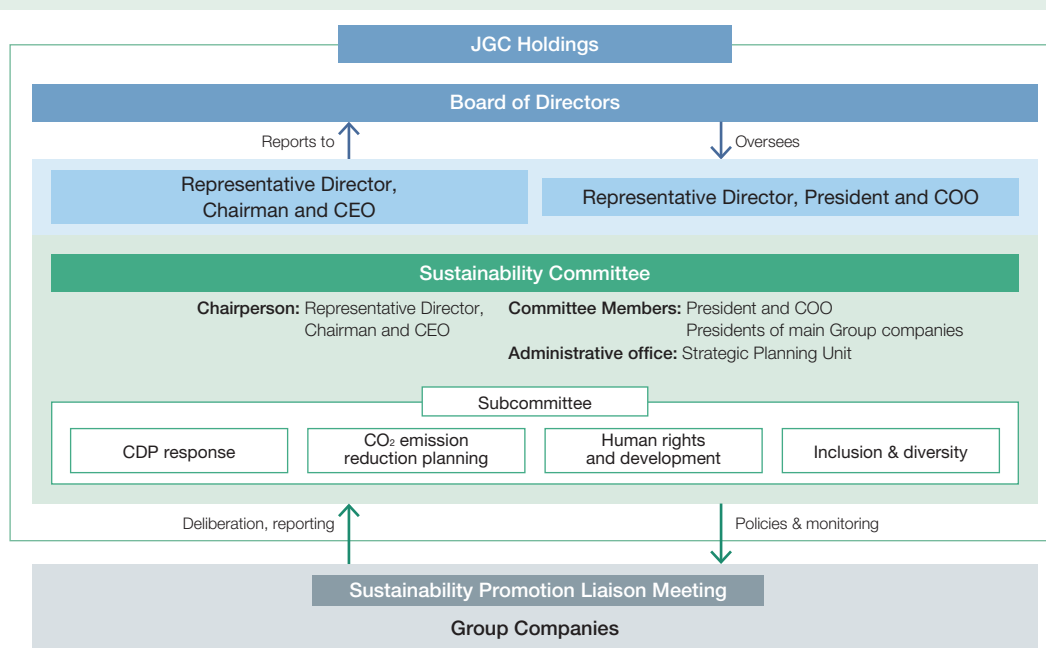 JGC Holdings
Board of Directors
Reports to
Oversees
Representative Director,
Chairman and CEO
Representative Director, President and COO
Sustainability Committee
Chairperson: Representative Director,
Chairman and CEO
Committee Members: President and COO
Presidents of main Group companies
Administrative office: Strategic Planning Unit
Subcommittee
CDP response
CO₂ emission
reduction planning
Human rights
and development
Inclusion & diversity
Deliberation, reporting
Policies & monitoring
Sustainability Promotion Liaison Meeting
Group Companies